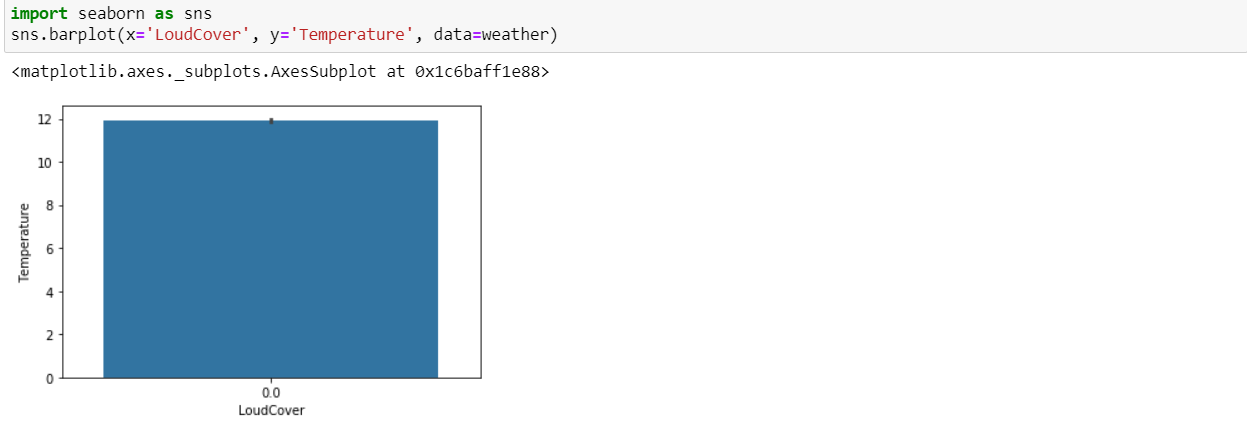 import seaborn as sns
sns.barplot(x='LoudCover', y='Temperature', data=weather)
<matplotlib.axes._subplots.AxesSubplot at 0x1c6baff1e88>
12
10
8
6
4
2
0
Temperature
0.0
LoudCover